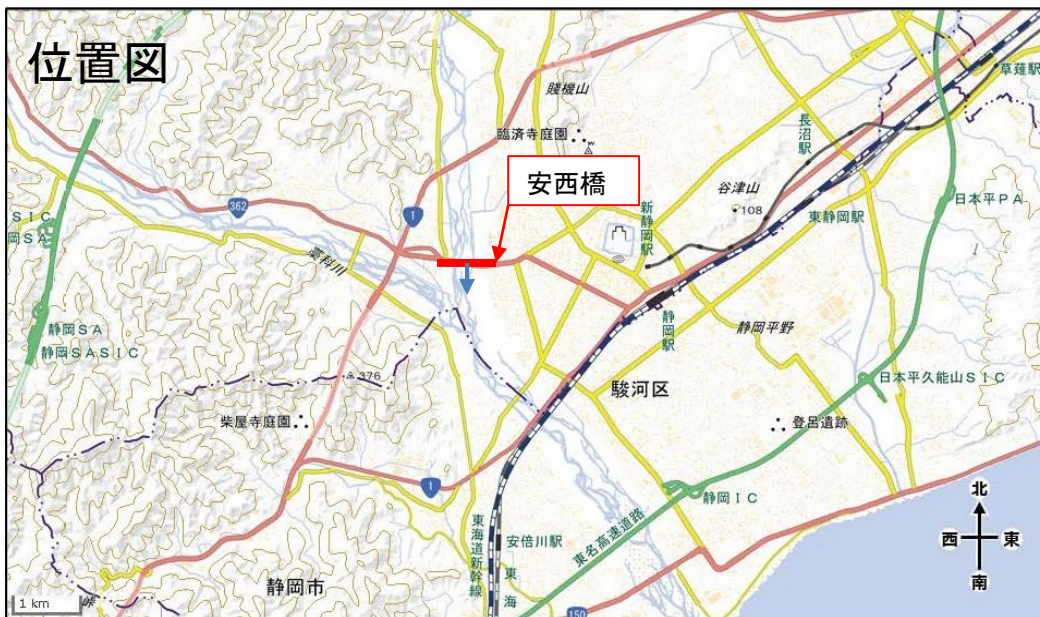 位置図
賤機山
草薙駅
臨済寺庭園
長沼駅
安西橋
谷津山
108
362
1
新静岡駅
東静岡駅
日本平PA
SIC
岡SA
藁科川
静岡SA
静岡SASIC
静岡駅
静岡平野
376
駿河区
日本平久能山SIC
柴屋寺庭園
登呂遺跡
1
静岡IC
北
西
東
南
東海道新幹線
安倍川駅
東名高速道路
静岡市
東海
1 km
峠
150